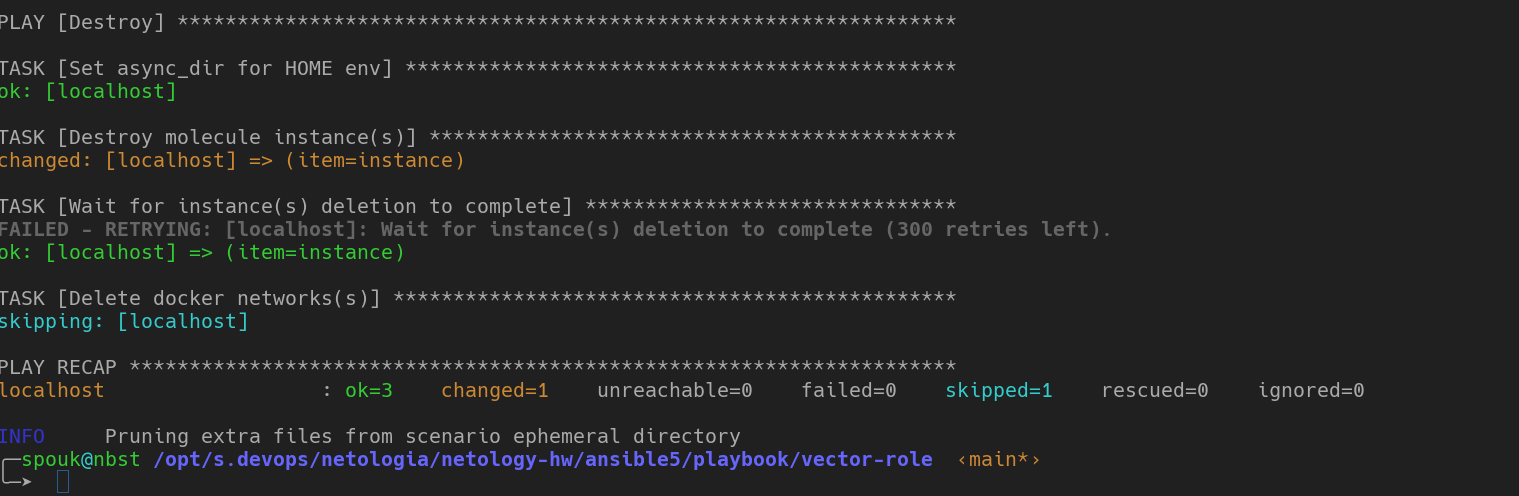 PLAY [Destroy] *****************************************************************

TASK [Set async_dir for HOME env] **********************************************
ok: [localhost]

TASK [Destroy molecule instance(s)] ********************************************
changed: [localhost] => (item=instance)

TASK [Wait for instance(s) deletion to complete] *******************************
FAILED - RETRYING: [localhost]: Wait for instance(s) deletion to complete (300 retries left).
ok: [localhost] => (item=instance)

TASK [Delete docker networks(s)] ***********************************************
skipping: [localhost]

PLAY RECAP *********************************************************************
localhost                  : ok=3    changed=1    unreachable=0    failed=0    skipped=1    rescued=0    ignored=0

INFO     Pruning extra files from scenario ephemeral directory
╭─spouk@nbst /opt/s.devops/netologia/netology-hw/ansible5/playbook/vector-role  ‹main*›
╰─➤